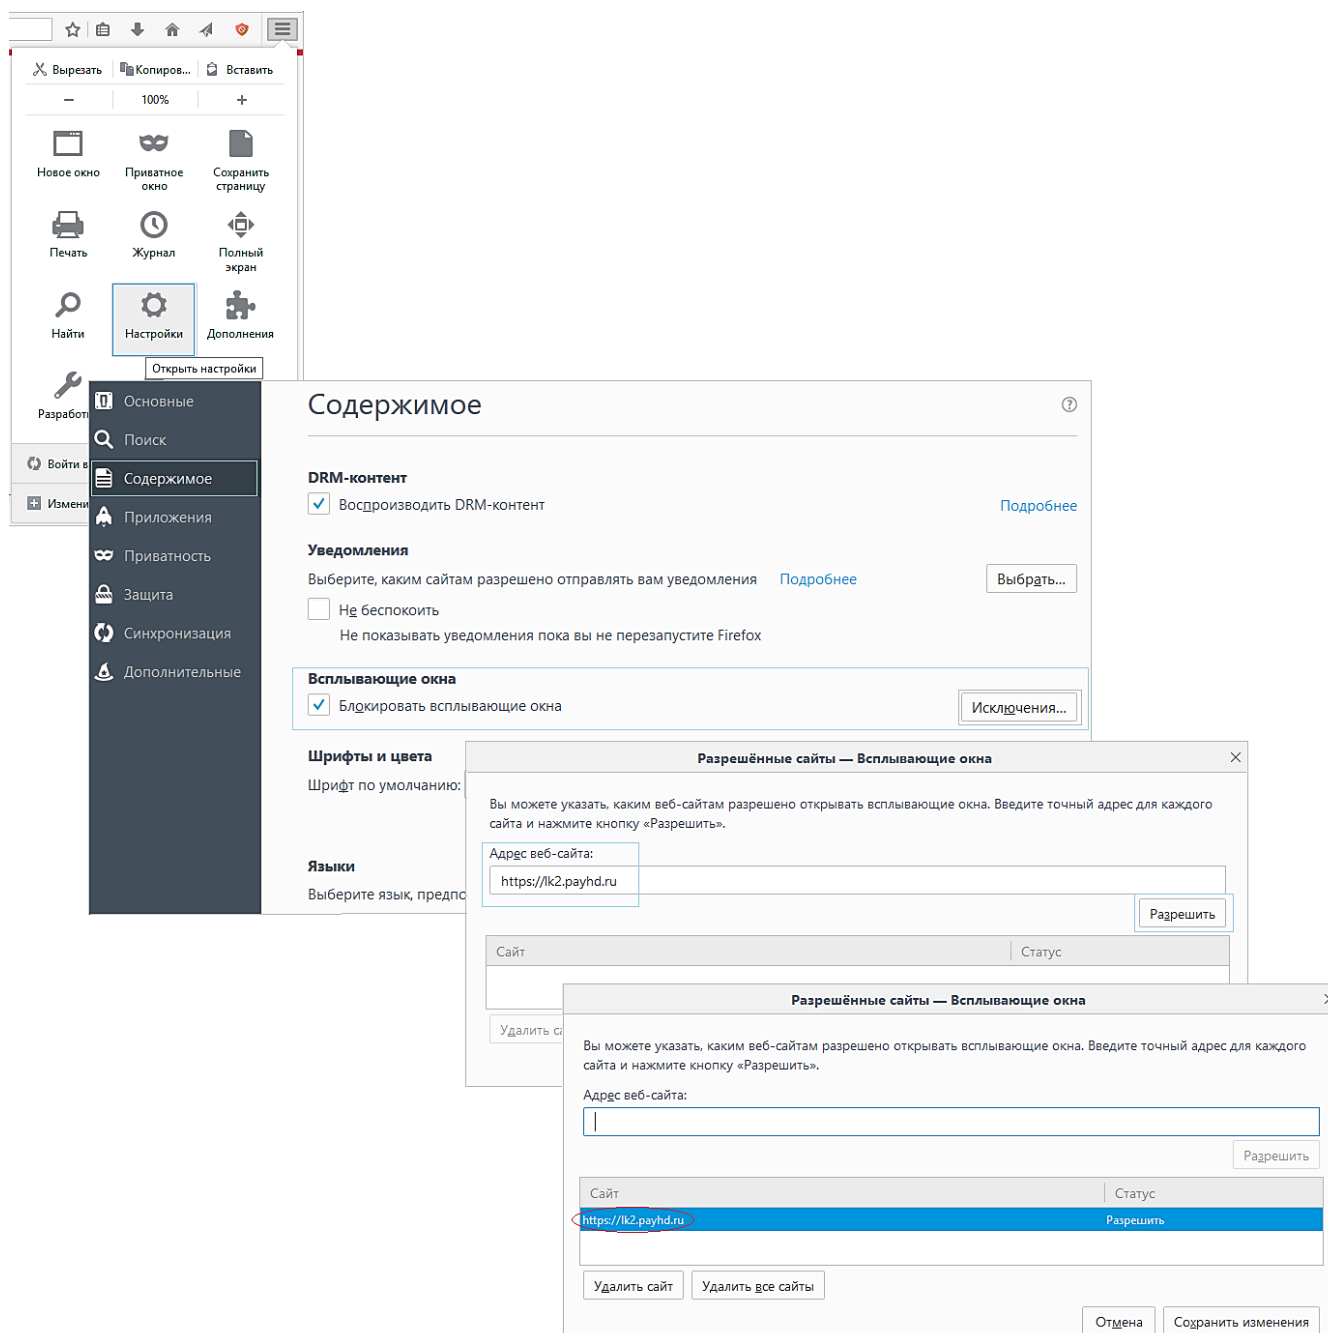 Вырезать Копиров... Вставить
− 100% +
Новое окно
Приватное
окно
Сохранить
страницу
Печать
Журнал
Полный
экран
Найти
Настройки
Дополнения
Открыть настройки
Войти в
Основные
Поиск
Содержимое
Приложения
Приватность
Защита
Синхронизация
Дополнительные
Содержимое
DRM-контент
Воспроизводить DRM-контент Подробнее
Уведомления
Выберите, каким сайтам разрешено отправлять вам уведомления Подробнее Выбрать...
Не беспокоить
Не показывать уведомления пока вы не перезапустите Firefox
Всплывающие окна
Блокировать всплывающие окна Исключения...
Шрифты и цвета
Шрифт по умолчанию:
Языки
Выберите язык,
Разрешённые сайты — Всплывающие окна
Вы можете указать, каким веб-сайтам разрешено открывать всплывающие окна. Введите точный адрес для каждого
сайта и нажмите кнопку «Разрешить».
Адрес веб-сайта:
https://lk2.payhd.ru
Разрешить
Сайт Статус
Удалить
Разрешённые сайты — Всплывающие окна
Вы можете указать, каким веб-сайтам разрешено открывать всплывающие окна. Введите точный адрес для каждого
сайта и нажмите кнопку «Разрешить».
Адрес веб-сайта:
Разрешить
Сайт Статус
https://lk2.payhd.ru Разрешить
Удалить сайт Удалить все сайты
Отмена Сохранить изменения